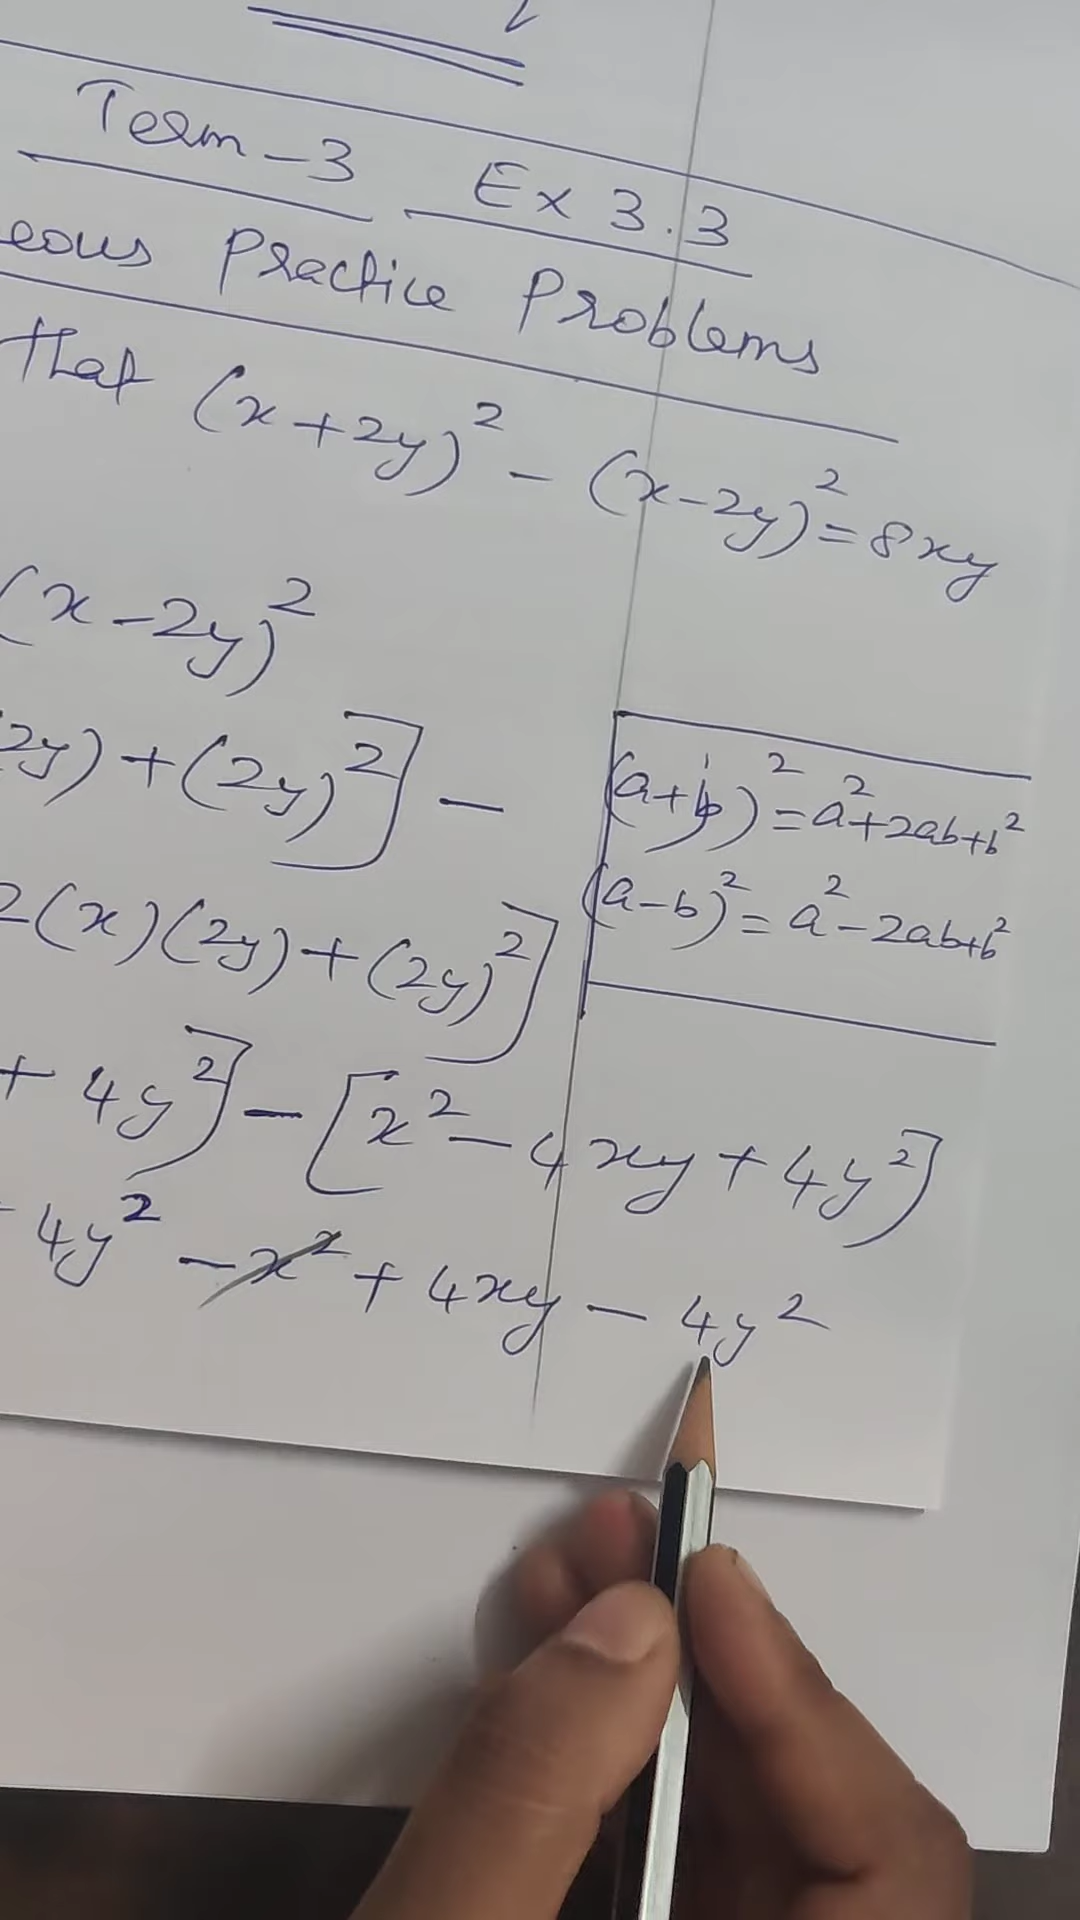 Term-3 Ex 3.3
eous Practice Problems
that (x+2y)² - (x-2y)² = 8xy
(x-2y)²
2y)+(2y)²] -
(a+b)² = a²+2ab+b²
2(x)(2y)+(2y)²]
(a-b)² = a²-2ab+b²
+ 4y²] - [x² - 4xy + 4y²]
4y² - x² + 4xy - 4y²